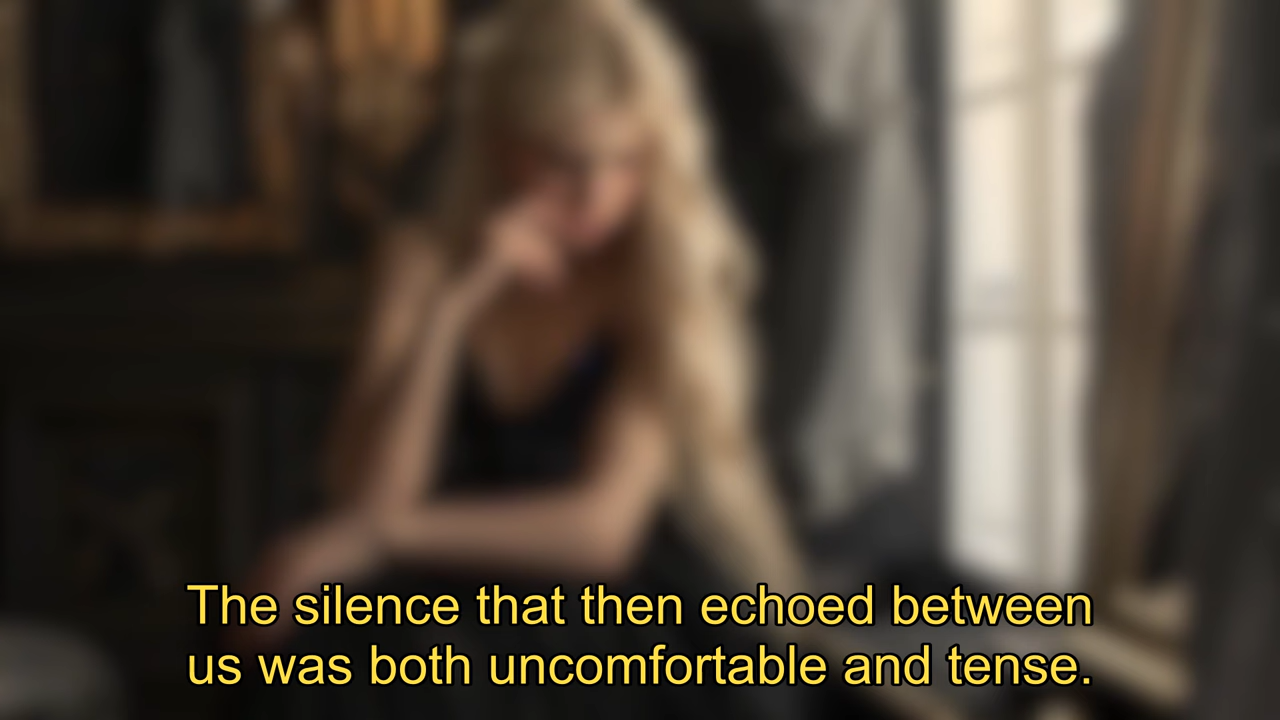 The silence that then echoed between
us was both uncomfortable and tense.